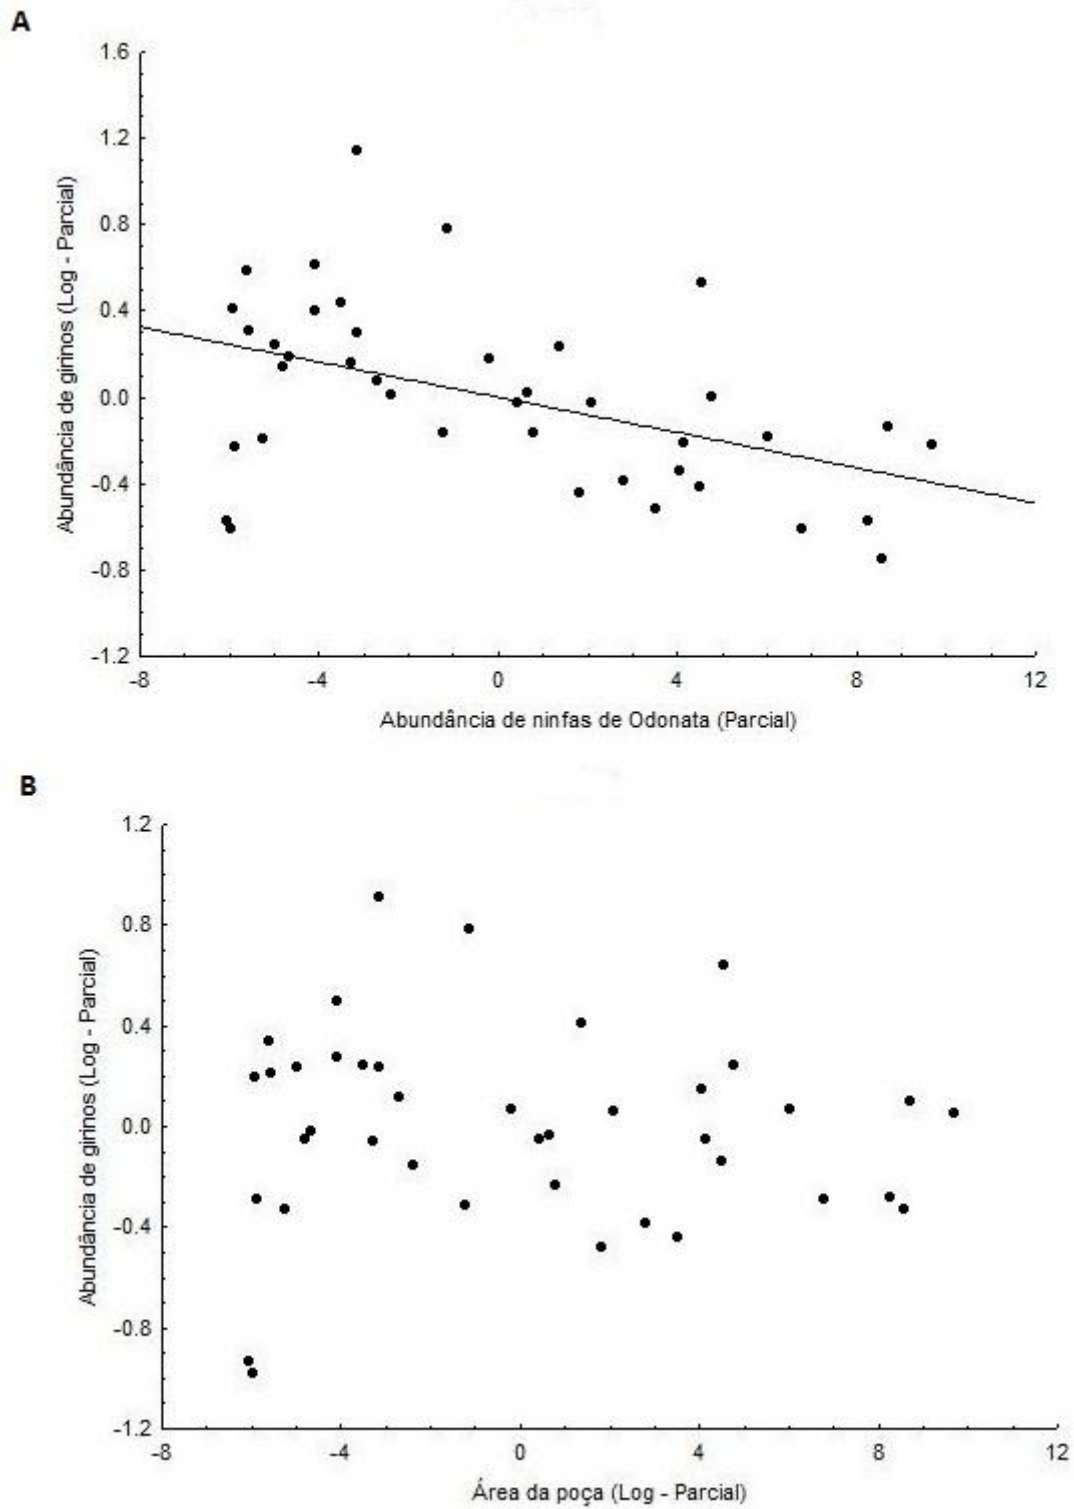 A
1.6
1.2
0.8
0.4
0.0
-0.4
-0.8
-1.2
Abundância de girinos (Log - Parcial)
-8 -4 0 4 8 12
Abundância de ninfas de Odonata (Parcial)
B
1.2
0.8
0.4
0.0
-0.4
-0.8
-1.2
Abundância de girinos (Log - Parcial)
-8 -4 0 4 8 12
Área da poça (Log - Parcial)